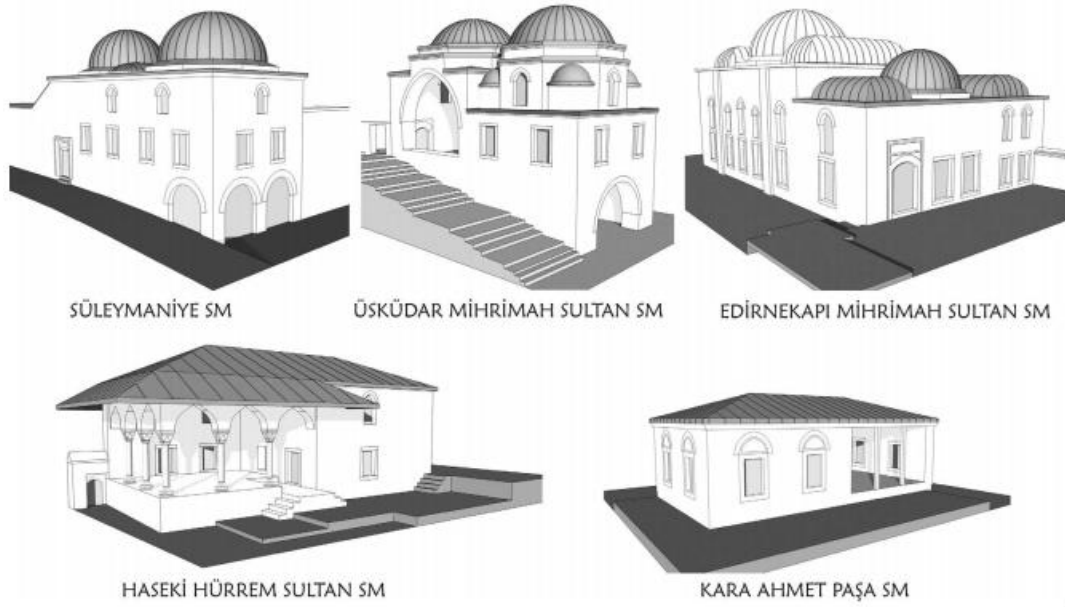 SÜLEYMANİYE SM
ÜSKÜDAR MİHRİMAH SULTAN SM
EDİRNEKAPI MİHRİMAH SULTAN SM
HASEKİ HÜRREM SULTAN SM
KARA AHMET PAŞA SM